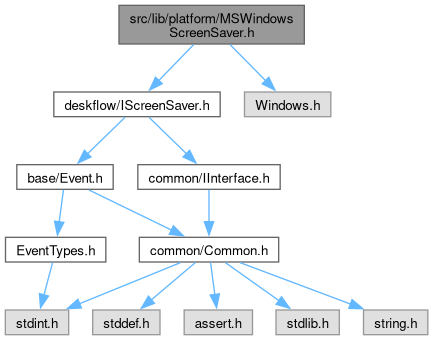 src/lib/platform/MSWindows
ScreenSaver.h
deskflow/IScreenSaver.h
Windows.h
base/Event.h
common/IInterface.h
EventTypes.h
common/Common.h
stdint.h
stddef.h
assert.h
stdlib.h
string.h